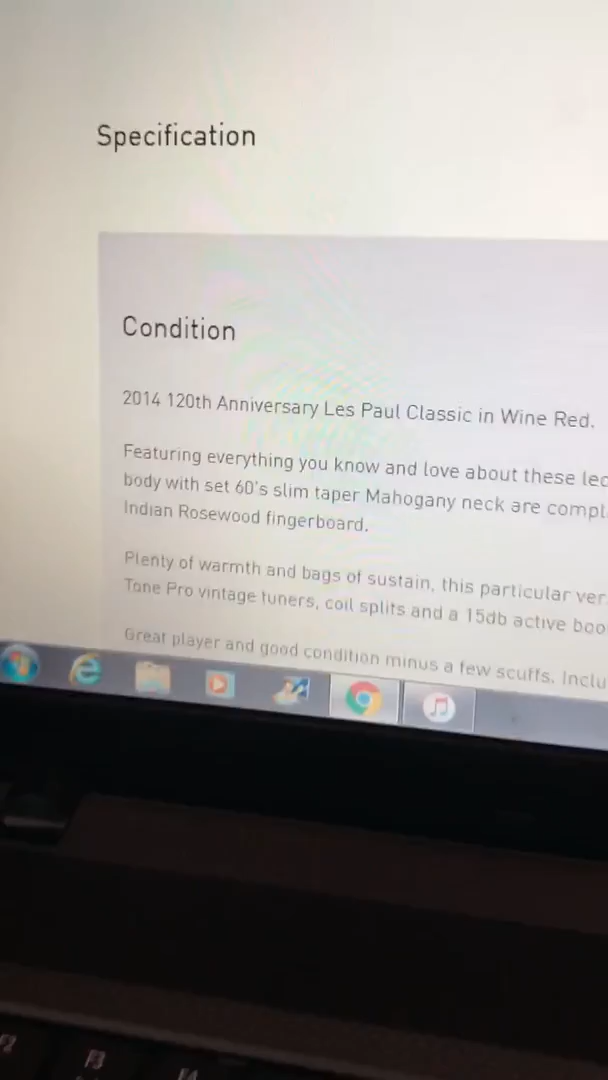 Specification
Condition
2014 120th Anniversary Les Paul Classic in Wine Red.
Featuring everything you know and love about these
body with set 60's slim taper Mahogany neck are
Indian Rosewood fingerboard.
Plenty of warmth and bags of sustain, this particular
Tone Pro vintage tuners, coil splits and a 15db active
Great player and good condition minus a few scuffs.
F2
F3
F4